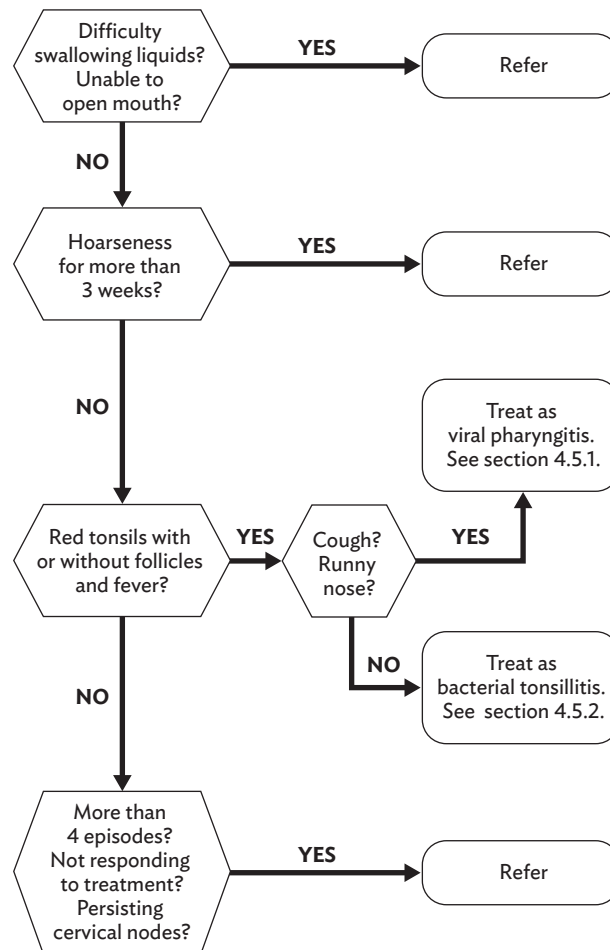 Difficulty
swallowing liquids?
Unable to
open mouth?
YES
Refer
NO
Hoarseness
for more than
3 weeks?
YES
Refer
NO
Red tonsils with
or without follicles
and fever?
YES
Cough?
Runny
nose?
YES
Treat as
viral pharyngitis.
See section 4.5.1.
NO
Treat as
bacterial tonsillitis.
See section 4.5.2.
NO
More than
4 episodes?
Not responding
to treatment?
Persisting
cervical nodes?
YES
Refer